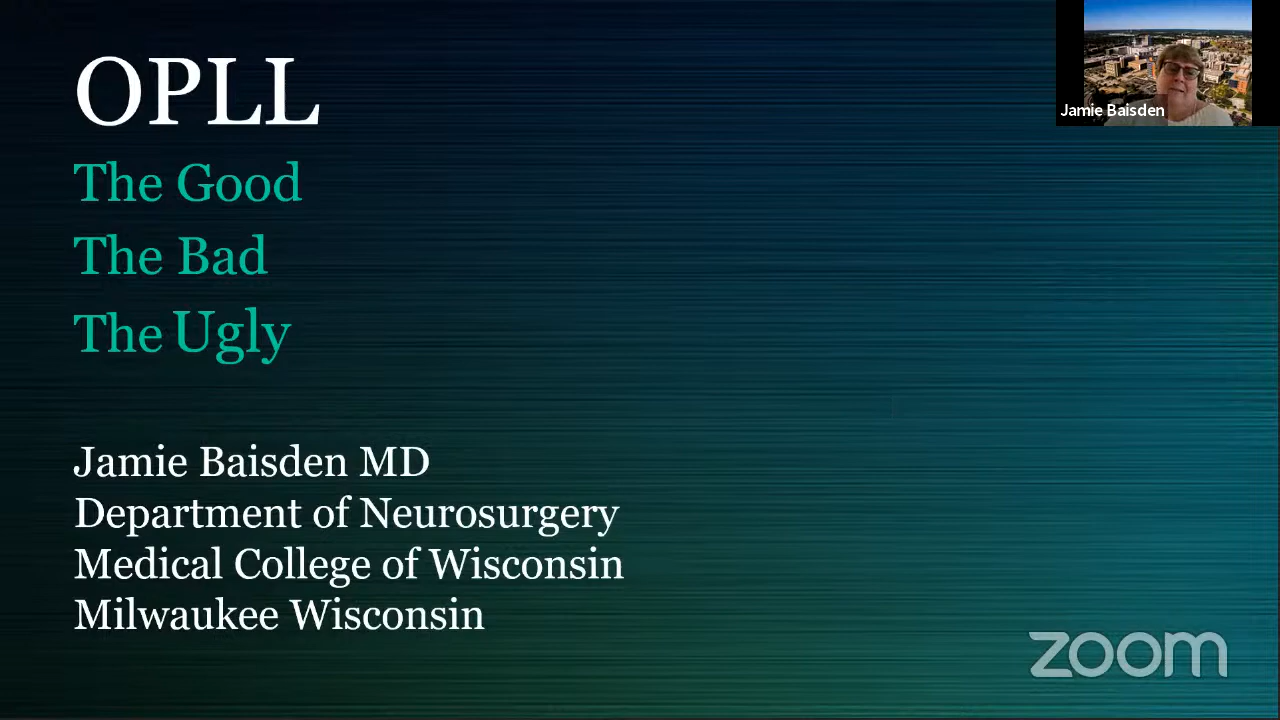 OPLL
The Good
The Bad
The Ugly
Jamie Baisden MD
Department of Neurosurgery
Medical College of Wisconsin
Milwaukee Wisconsin
Jamie Baisden
zoom